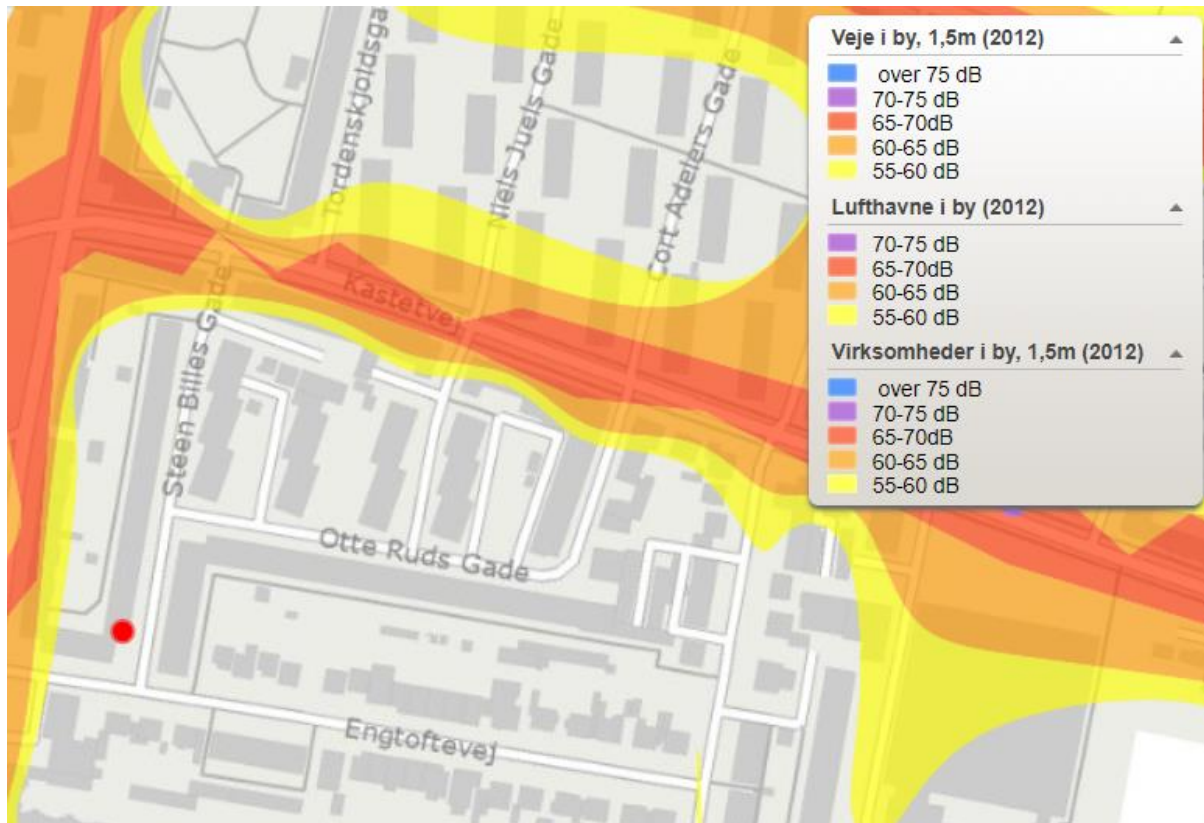 Tordenskjoldsga
Niels Juels Gade
Cort Adelers Gade
Kastetvej
Steen Billes Gade
Otte Ruds Gade
Engtoftevej
Veje i by, 1,5m (2012)
over 75 dB
70-75 dB
65-70dB
60-65 dB
55-60 dB
Lufthavne i by (2012)
70-75 dB
65-70dB
60-65 dB
55-60 dB
Virksomheder i by, 1,5m (2012)
over 75 dB
70-75 dB
65-70dB
60-65 dB
55-60 dB